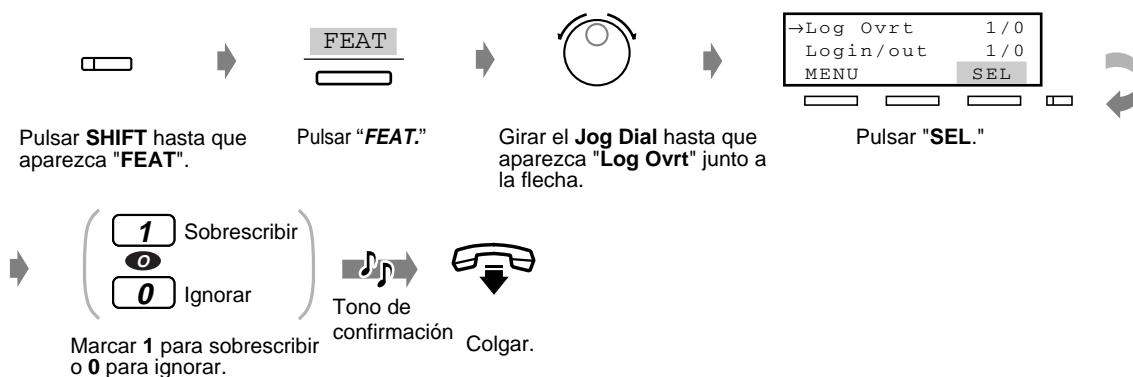 FEAT
→Log Ovrt 1/0
Login/out 1/0
MENU SEL
Pulsar SHIFT hasta que
aparezca "FEAT".
Pulsar “FEAT.”
Girar el Jog Dial hasta que
aparezca "Log Ovrt" junto a
la flecha.
Pulsar "SEL."
1 Sobrescribir
O
0 Ignorar
Marcar 1 para sobrescribir
o 0 para ignorar.
Tono de
confirmación
Colgar.